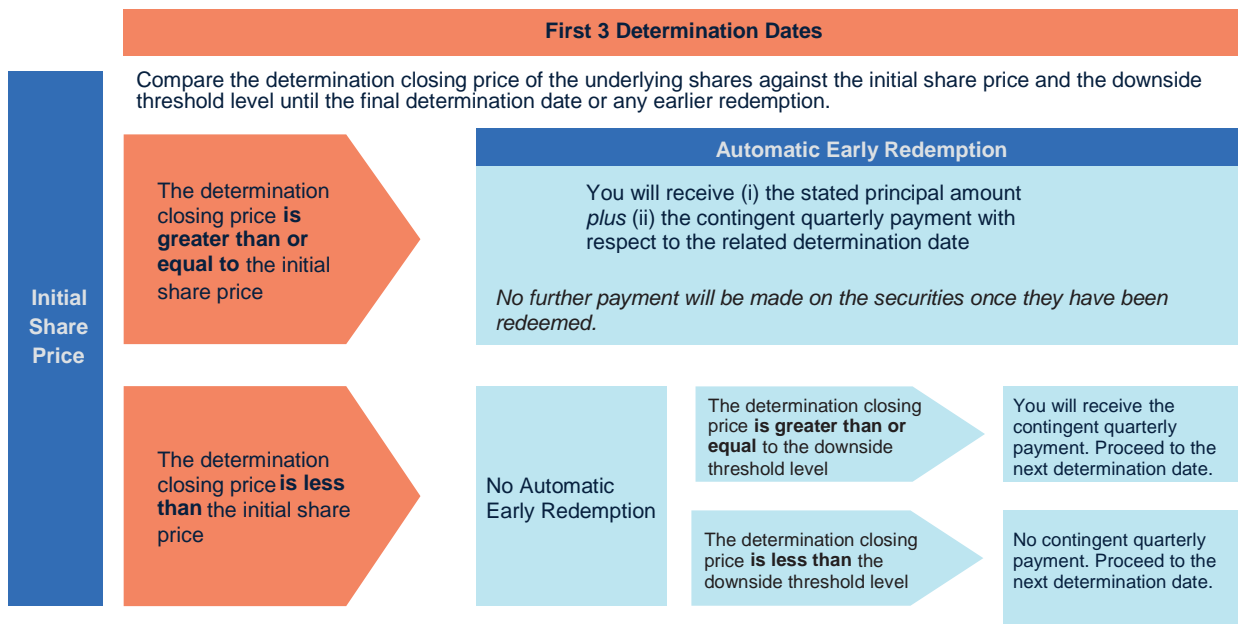 First 3 Determination Dates
Compare the determination closing price of the underlying shares against the initial share price and the downside
threshold level until the final determination date or any earlier redemption.
Initial
Share
Price
The determination
closing price is
greater than or
equal to the initial
share price
Automatic Early Redemption
You will receive (i) the stated principal amount
plus (ii) the contingent quarterly payment with
respect to the related determination date
No further payment will be made on the securities once they have been
redeemed.
The determination
closing price is less
than the initial share
price
No Automatic
Early Redemption
The determination closing
price is greater than or
equal to the downside
threshold level
You will receive the
contingent quarterly
payment. Proceed to the
next determination date.
The determination closing
price is less than the
downside threshold level
No contingent quarterly
payment. Proceed to the
next determination date.